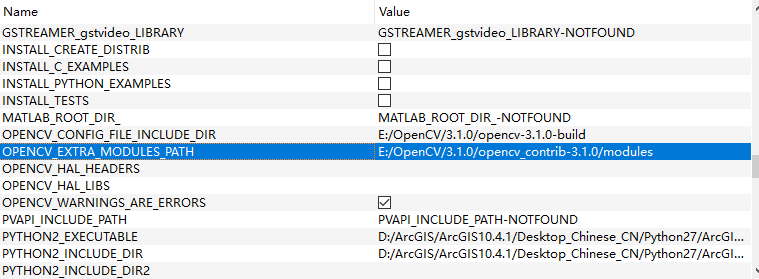 Name Value
GSTREAMER_gstvideo_LIBRARY GSTREAMER_gstvideo_LIBRARY-NOTFOUND
INSTALL_CREATE_DISTRIB
INSTALL_C_EXAMPLES
INSTALL_PYTHON_EXAMPLES
INSTALL_TESTS
MATLAB_ROOT_DIR_ MATLAB_ROOT_DIR_-NOTFOUND
OPENCV_CONFIG_FILE_INCLUDE_DIR E:/OpenCV/3.1.0/opencv-3.1.0-build
OPENCV_EXTRA_MODULES_PATH E:/OpenCV/3.1.0/opencv_contrib-3.1.0/modules
OPENCV_HAL_HEADERS
OPENCV_HAL_LIBS
OPENCV_WARNINGS_ARE_ERRORS
PVAPI_INCLUDE_PATH PVAPI_INCLUDE_PATH-NOTFOUND
PYTHON2_EXECUTABLE D:/ArcGIS/ArcGIS10.4.1/Desktop_Chinese_CN/Python27/ArcGI...
PYTHON2_INCLUDE_DIR D:/ArcGIS/ArcGIS10.4.1/Desktop_Chinese_CN/Python27/ArcGI...
PYTHON2_INCLUDE_DIR2